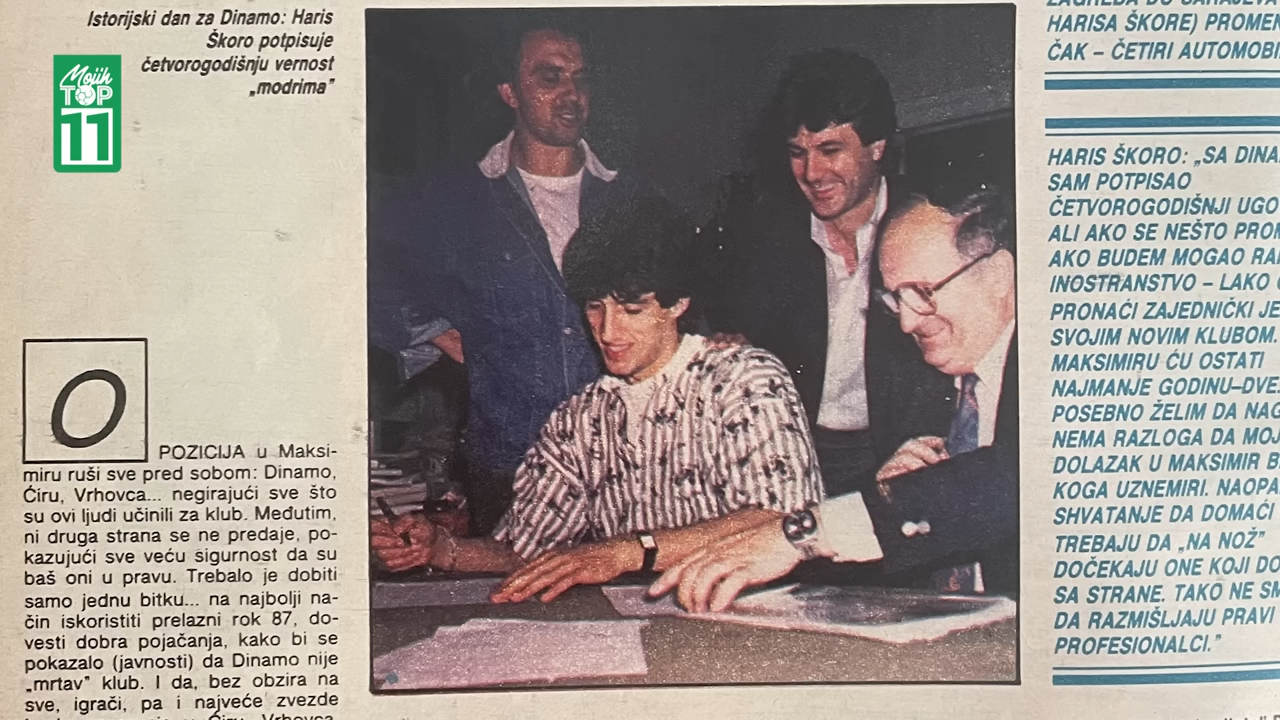 Istorijski dan za Dinamo: Haris
Škoro potpisuje
četvorogodišnju vernost
„modrima”
Mojih
TOP
11
O
POZICIJA u Maksi-
miru ruši sve pred sobom: Dinamo,
Ćiru, Vrhovca... negirajući sve što
su ovi ljudi učinili za klub. Međutim,
ni druga strana se ne predaje, po-
kazujući sve veću sigurnost da su
baš oni u pravu. Trebalo je dobiti
samo jednu bitku... na najbolji na-
čin iskoristiti prelazni rok 87, do-
vesti dobra pojačanja, kako bi se
pokazalo (javnosti) da Dinamo nije
„mrtav” klub. I da, bez obzira na
sve, igrači, pa i najveće zvezde
Ćiru, Vrhovca,
ZAGREBA DO SARAJEVA
HARISA ŠKORE) PROMEN
ČAK – ČETIRI AUTOMOBI
HARIS ŠKORO: „SA DINA
SAM POTPISAO
ČETVOROGODIŠNJI UGO
ALI AKO SE NEŠTO PROM
AKO BUDEM MOGAO RA
INOSTRANSTVO – LAKO
PRONAĆI ZAJEDNIČKI JE
SVOJIM NOVIM KLUBOM.
MAKSIMIRU ĆU OSTATI
NAJMANJE GODINU–DVE
POSEBNO ŽELIM DA NAG
NEMA RAZLOGA DA MOJ
DOLAZAK U MAKSIMIR B
KOGA UZNEMIRI. NAOPA
SHVATANJE DA DOMAĆI
TREBAJU DA „NA NOŽ”
DOČEKAJU ONE KOJI DO
SA STRANE. TAKO NE SM
DA RAZMIŠLJAJU PRAVI
PROFESIONALCI.”